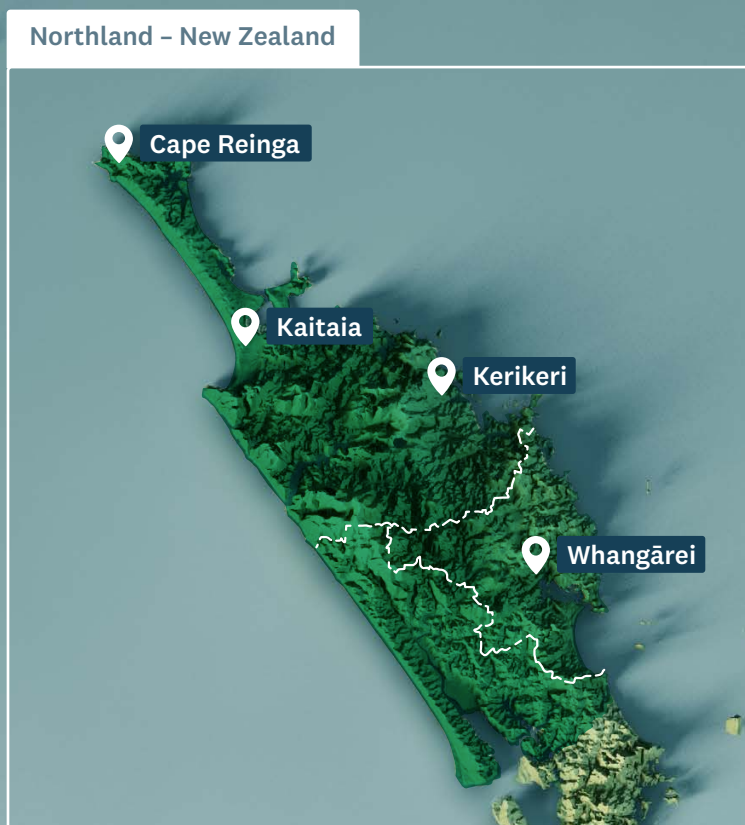 Northland – New Zealand
Cape Reinga
Kaitaia
Kerikeri
Whangārei